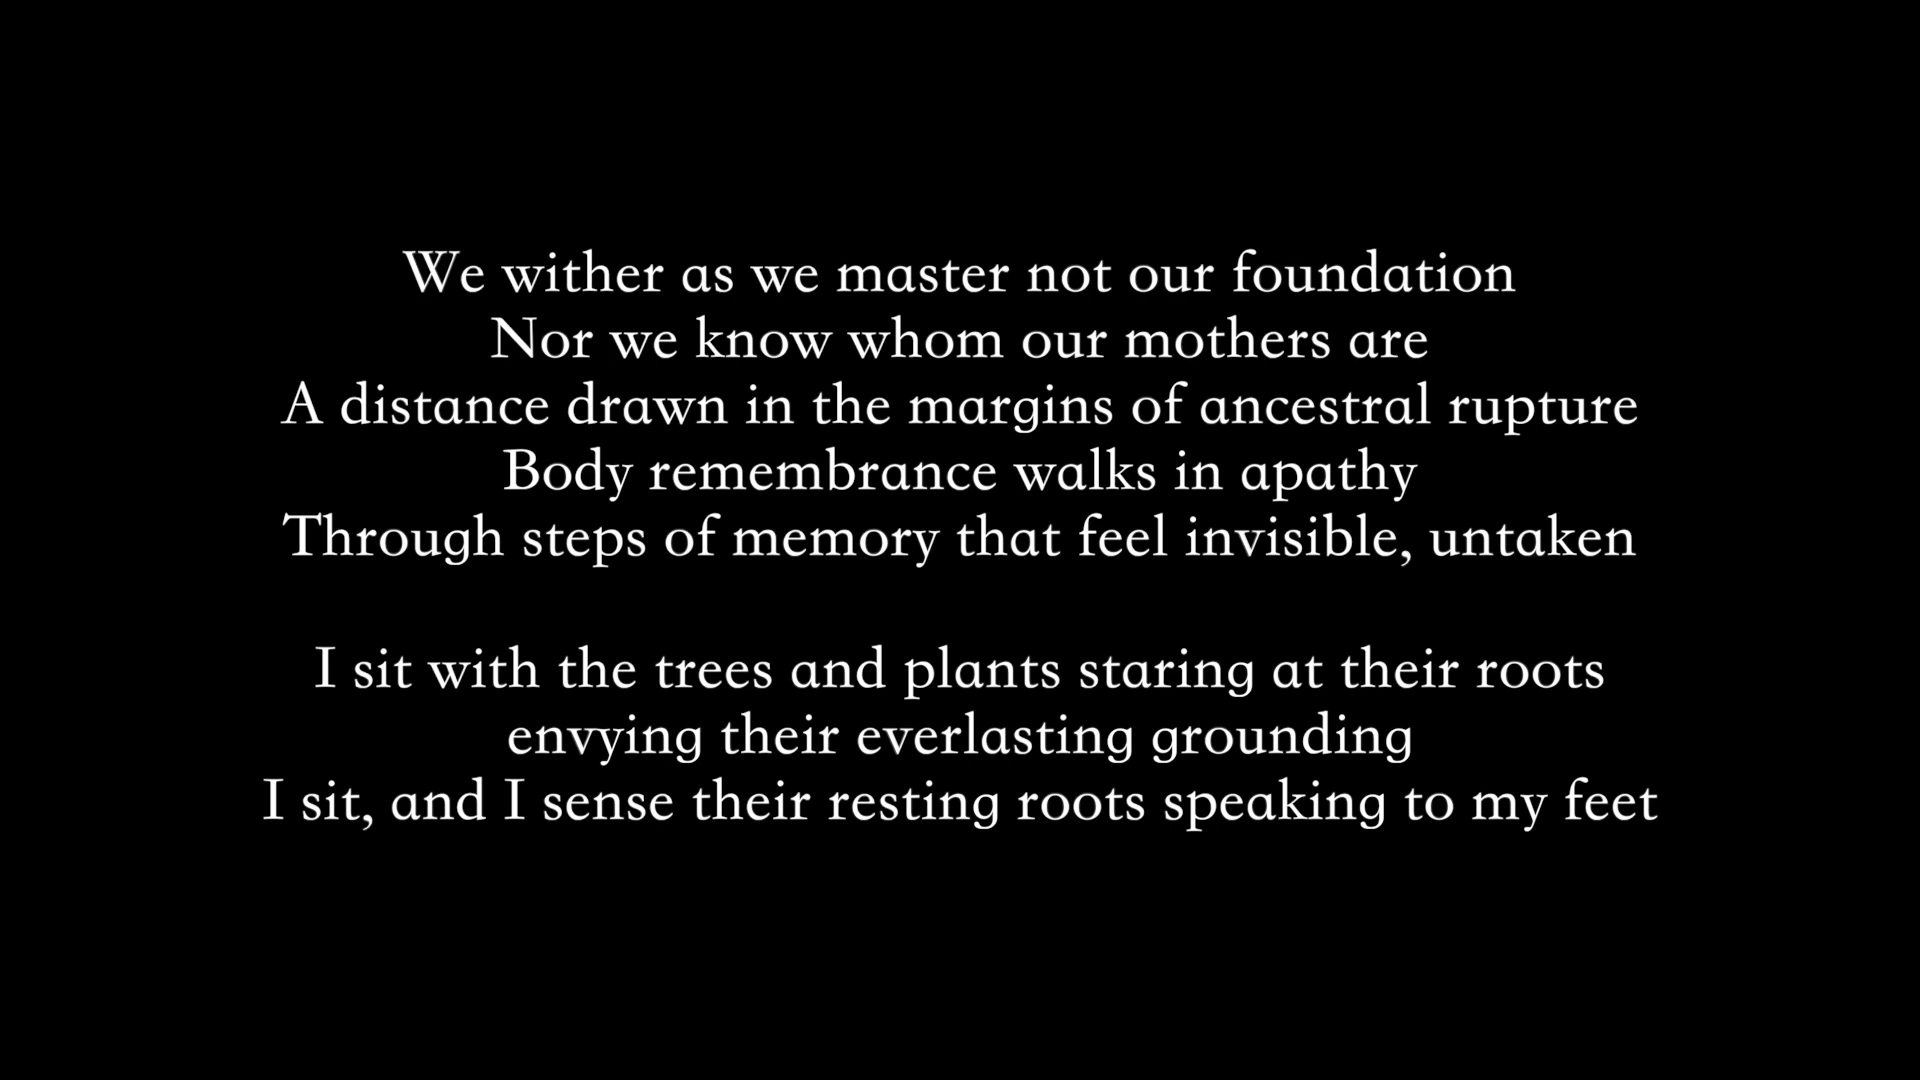 We wither as we master not our foundation
Nor we know whom our mothers are
A distance drawn in the margins of ancestral rupture
Body remembrance walks in apathy
Through steps of memory that feel invisible, untaken
I sit with the trees and plants staring at their roots
envying their everlasting grounding
I sit, and I sense their resting roots speaking to my feet